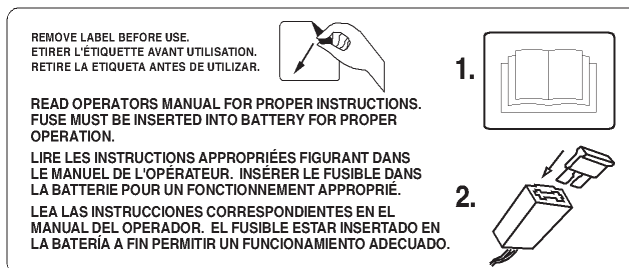 REMOVE LABEL BEFORE USE.
ETIRER L'ÉTIQUETTE AVANT UTILISATION.
RETIRE LA ETIQUETA ANTES DE UTILIZAR.
1.
READ OPERATORS MANUAL FOR PROPER INSTRUCTIONS.
FUSE MUST BE INSERTED INTO BATTERY FOR PROPER
OPERATION.
LIRE LES INSTRUCTIONS APPROPRIÉES FIGURANT DANS
LE MANUEL DE L'OPÉRATEUR. INSÉRER LE FUSIBLE DANS
LA BATTERIE POUR UN FONCTIONNEMENT APPROPRIÉ.
2.
LEA LAS INSTRUCCIONES CORRESPONDIENTES EN EL
MANUAL DEL OPERADOR. EL FUSIBLE ESTAR INSERTADO EN
LA BATERÍA A FIN PERMITIR UN FUNCIONAMIENTO ADECUADO.